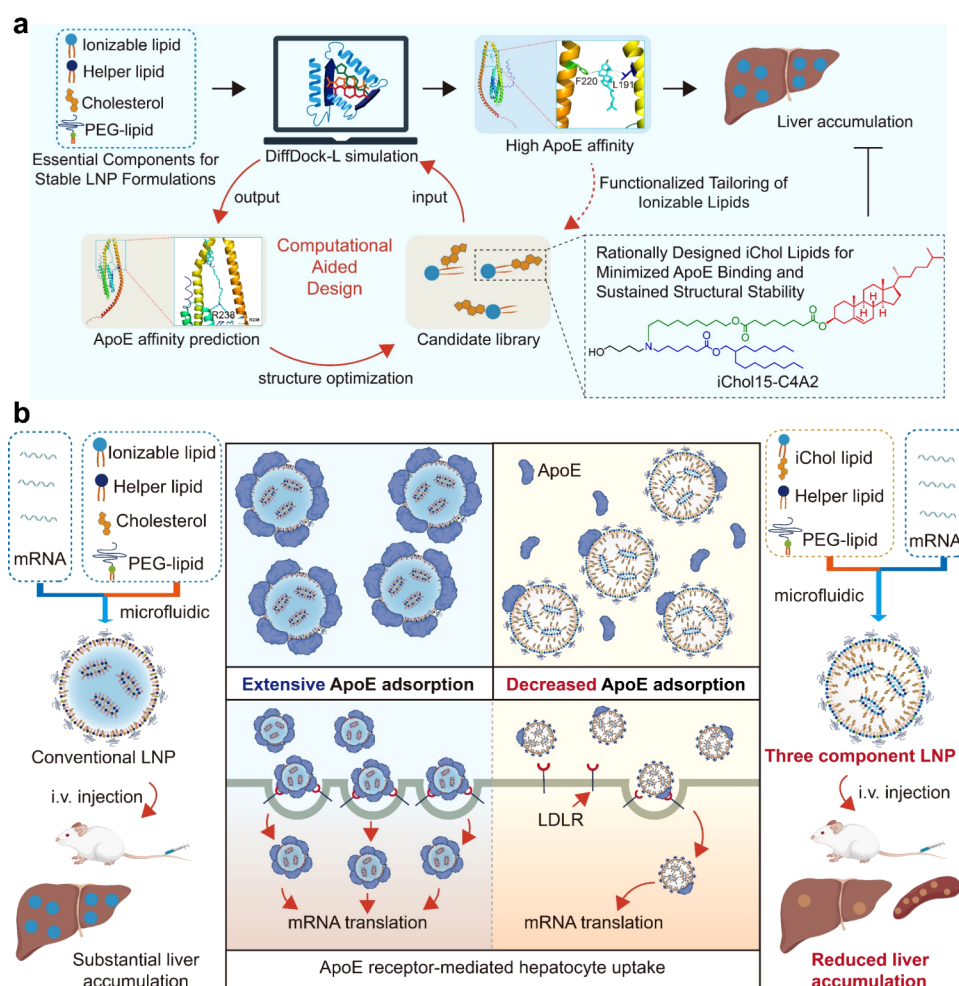 a
Ionizable lipid
Helper lipid
Cholesterol
PEG-lipid
Essential Components for
Stable LNP Formulations
DiffDock-L simulation
F220
L191
High ApoE affinity
Liver accumulation
output
input
Functionalized Tailoring of
Ionizable Lipids
Computational
Aided
Design
R238
R238
ApoE affinity prediction
Candidate library
structure optimization
Rationally Designed iChol Lipids for
Minimized ApoE Binding and
Sustained Structural Stability
H
H
H
O
O
O
O
O
O
HO
N
iChol15-C4A2
b
mRNA
Ionizable lipid
Helper lipid
Cholesterol
PEG-lipid
microfluidic
Conventional LNP
i.v. injection
Substantial liver
accumulation
ApoE
Extensive ApoE adsorption
Decreased ApoE adsorption
LDLR
mRNA translation
mRNA translation
ApoE receptor-mediated hepatocyte uptake
iChol lipid
Helper lipid
PEG-lipid
mRNA
microfluidic
Three component LNP
i.v. injection
Reduced liver
accumulation